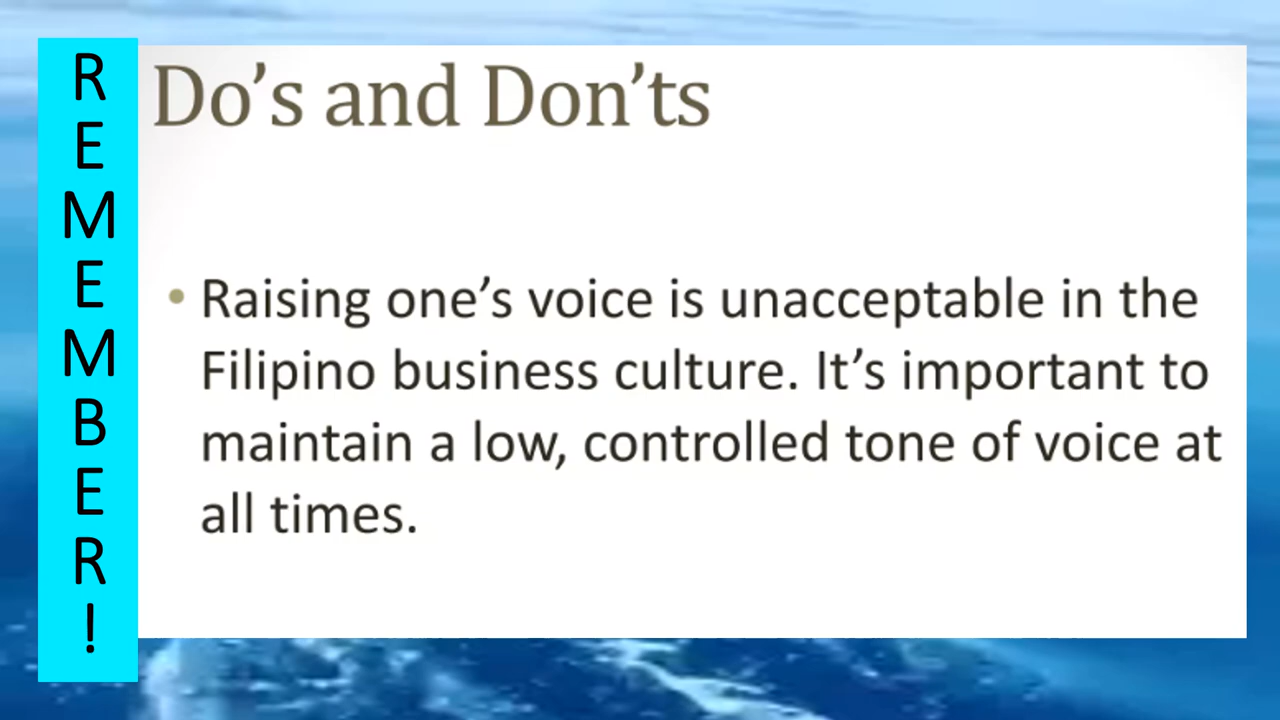 R
E
M
E
M
B
E
R
!
Do’s and Don’ts
• Raising one’s voice is unacceptable in the
Filipino business culture. It’s important to
maintain a low, controlled tone of voice at
all times.